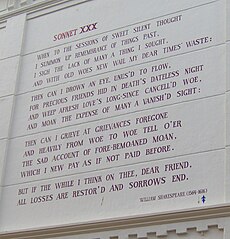 SONNET XXX
WHEN TO THE SESSIONS OF SWEET SILENT THOUGHT
I SUMMON UP REMEMBRANCE OF THINGS PAST,
I SIGH THE LACK OF MANY A THING I SOUGHT,
AND WITH OLD WOES NEW WAIL MY DEAR TIMES' WASTE:
THEN CAN I DROWN AN EYE, UNUS'D TO FLOW,
FOR PRECIOUS FRIENDS HID IN DEATH'S DATELESS NIGHT
AND WEEP AFRESH LOVE'S LONG-SINCE CANCELL'D WOE,
AND MOAN THE EXPENSE OF MANY A VANISH'D SIGHT:
THEN CAN I GRIEVE AT GRIEVANCES FOREGONE
AND HEAVILY FROM WOE TO WOE TELL O'ER
THE SAD ACCOUNT OF FORE-BEMOANED MOAN,
WHICH I NEW PAY AS IF NOT PAID BEFORE.
BUT IF THE WHILE I THINK ON THEE, DEAR FRIEND,
ALL LOSSES ARE RESTOR'D AND SORROWS END.
WILLIAM SHAKESPEARE (1564-1616)